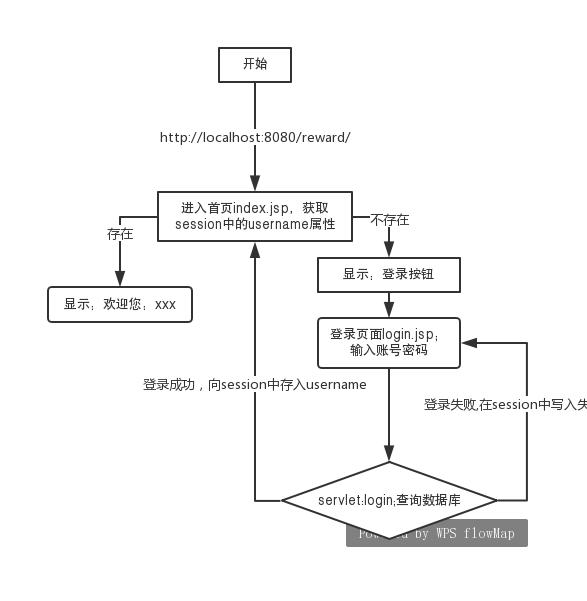 开始
http://localhost:8080/reward/
进入首页index.jsp，获取
session中的username属性
存在
不存在
显示：登录按钮
显示：欢迎您：xxx
登录页面login.jsp;
输入账号密码
登录成功，向session中存入username
登录失败,在session中写入失
servlet:login;查询数据库
Powered by WPS flowMap